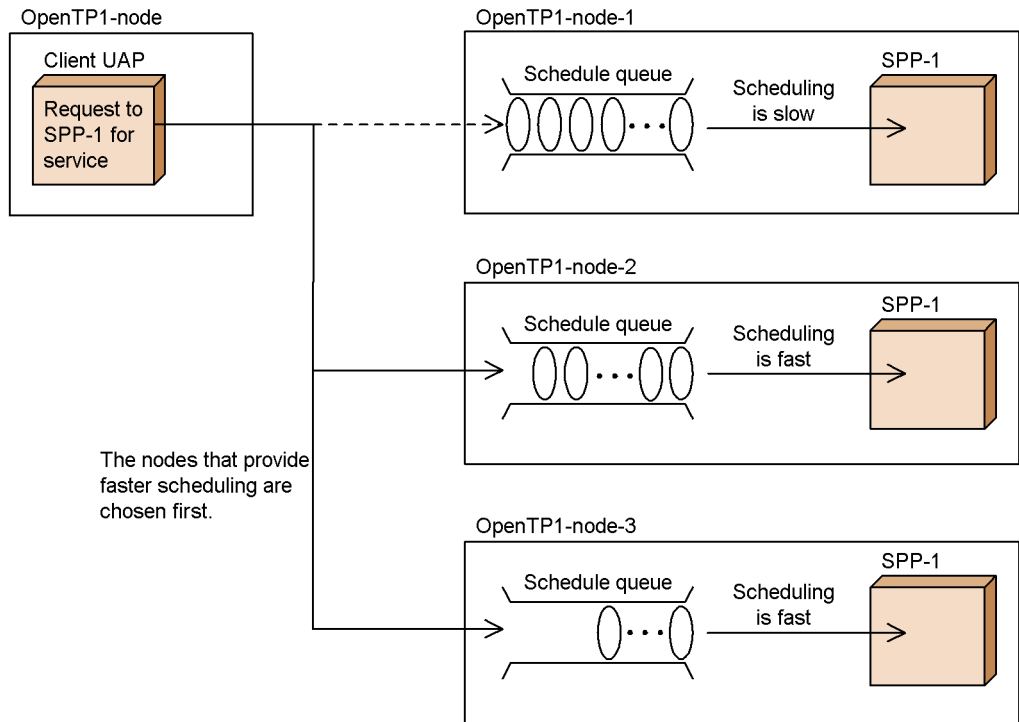 OpenTP1-node
Client UAP
Request to
SPP-1 for
service
OpenTP1-node-1
Schedule queue
Scheduling
is slow
SPP-1
OpenTP1-node-2
Schedule queue
Scheduling
is fast
SPP-1
The nodes that provide
faster scheduling are
chosen first.
OpenTP1-node-3
Schedule queue
Scheduling
is fast
SPP-1